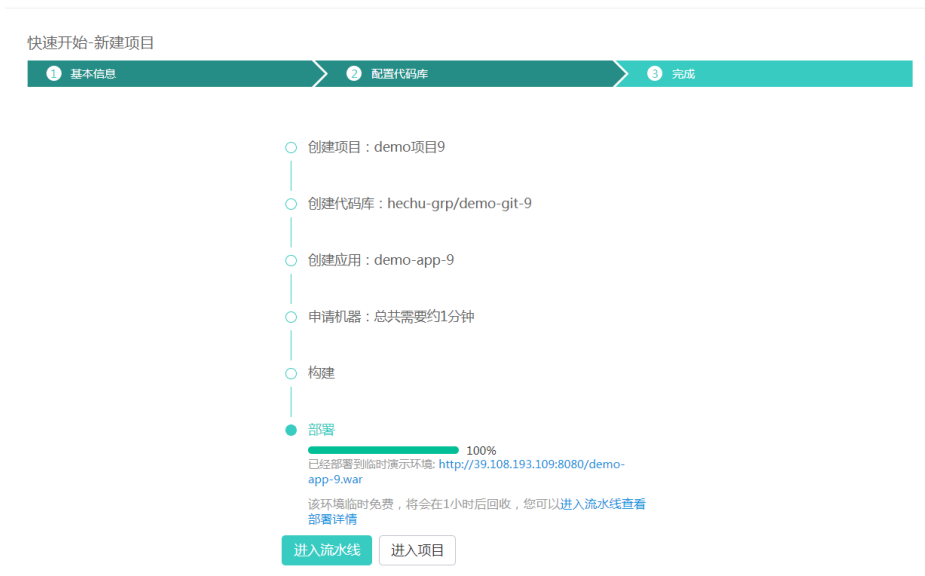 快速开始-新建项目
1 基本信息
2 配置代码库
3 完成
创建项目：demo项目9
创建代码库：hechu-grp/demo-git-9
创建应用：demo-app-9
申请机器：总共需要约1分钟
构建
部署
100%
已经部署到临时演示环境: http://39.108.193.109:8080/demo-
app-9.war
该环境临时免费，将会在1小时后回收，您可以进入流水线查看
部署详情
进入流水线 进入项目